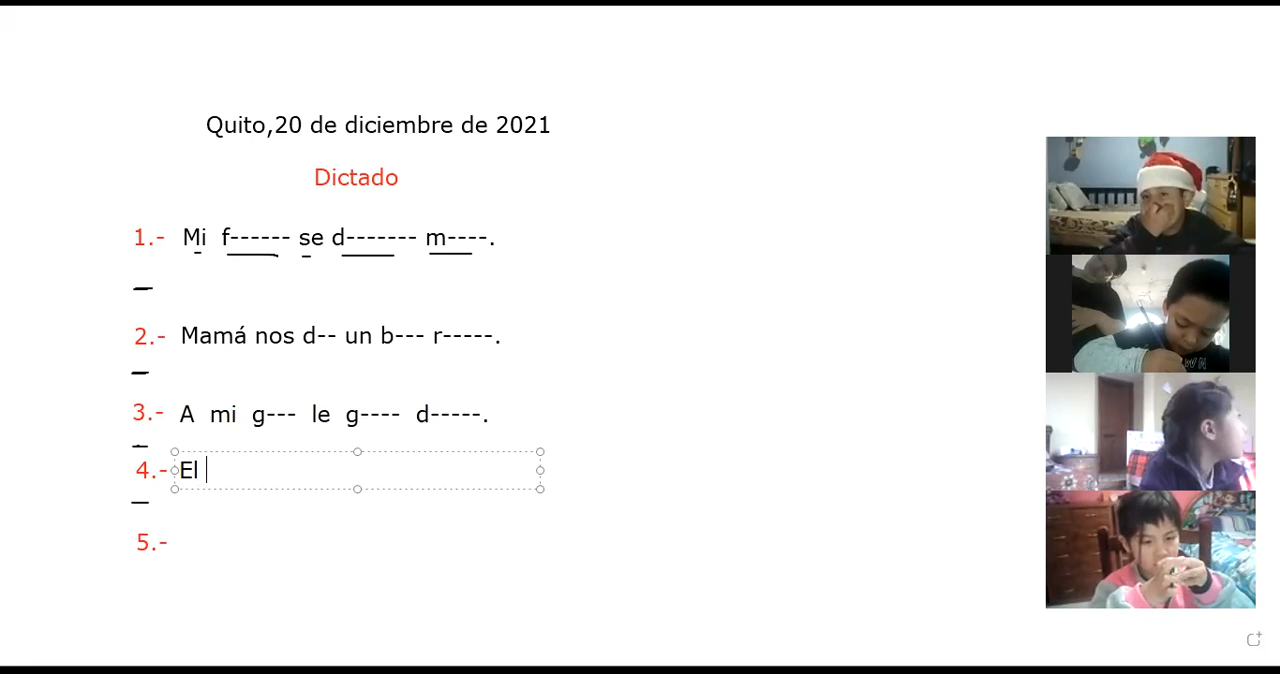 Quito,20 de diciembre de 2021
Dictado
1.- Mi f------ se d------- m----.
2.- Mamá nos d-- un b--- r-----.
3.- A mi g--- le g---- d-----.
4.- El
5.-